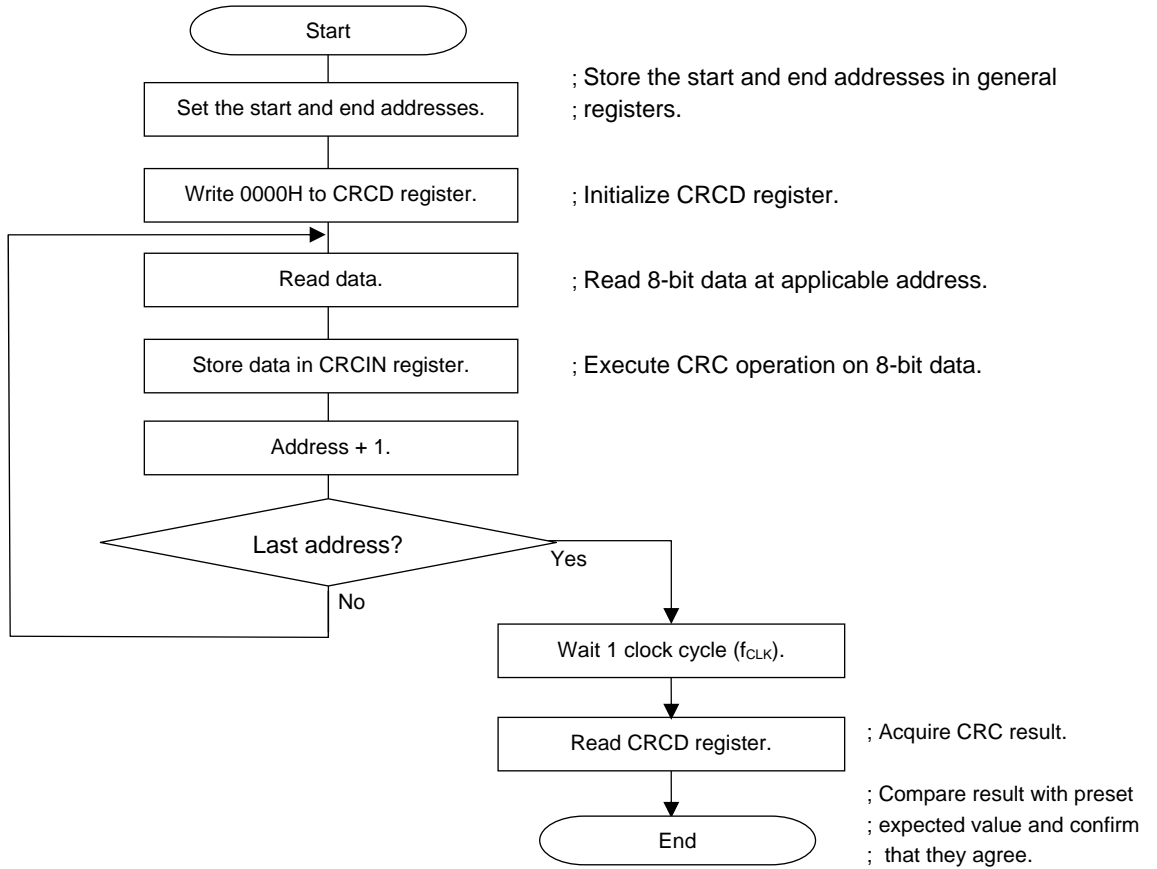 Start
Set the start and end addresses.
; Store the start and end addresses in general
; registers.
Write 0000H to CRCD register.
; Initialize CRCD register.
Read data.
; Read 8-bit data at applicable address.
Store data in CRCIN register.
; Execute CRC operation on 8-bit data.
Address + 1.
Last address?
Yes
No
Wait 1 clock cycle (fCLK).
Read CRCD register.
; Acquire CRC result.
End
; Compare result with preset
; expected value and confirm
; that they agree.